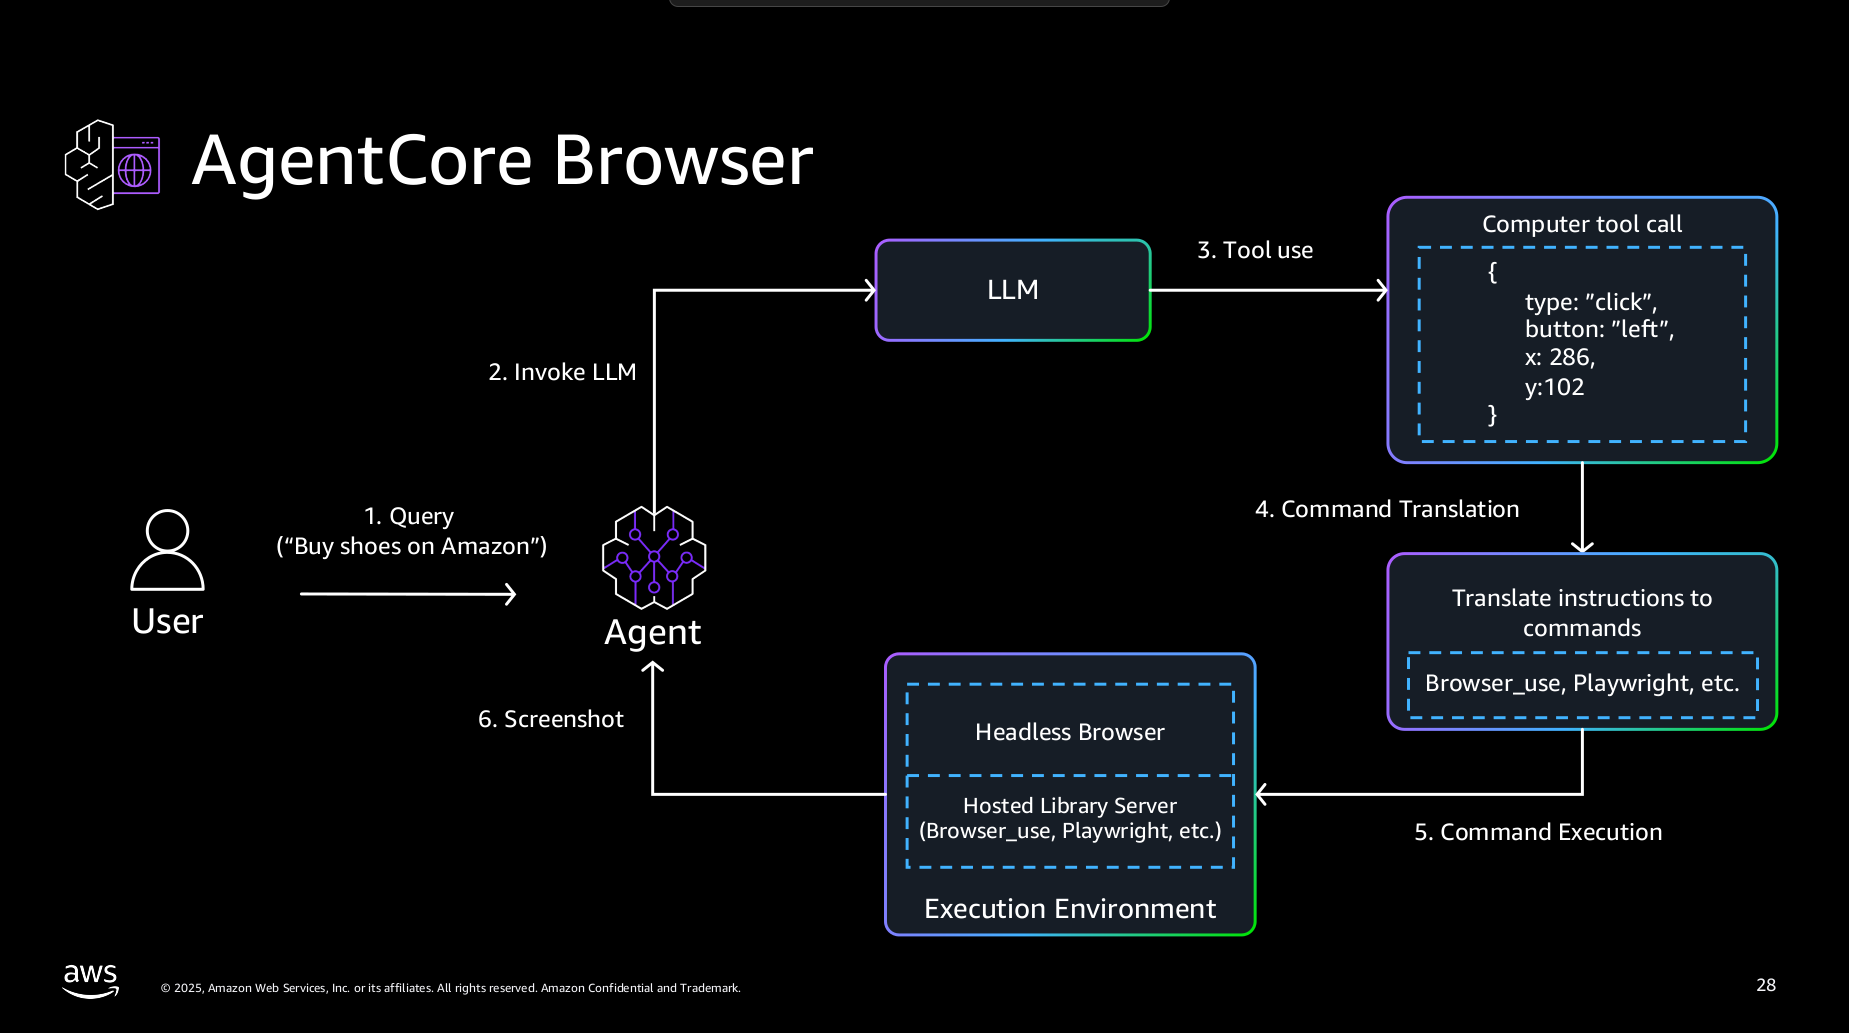 AgentCore Browser
LLM
3. Tool use
Computer tool call
{
type: ”click”,
button: ”left”,
x: 286,
y:102
}
2. Invoke LLM
1. Query
(“Buy shoes on Amazon”)
User
Agent
4. Command Translation
Translate instructions to
commands
Browser_use, Playwright, etc.
6. Screenshot
Headless Browser
Hosted Library Server
(Browser_use, Playwright, etc.)
Execution Environment
5. Command Execution
aws
© 2025, Amazon Web Services, Inc. or its affiliates. All rights reserved. Amazon Confidential and Trademark.
28